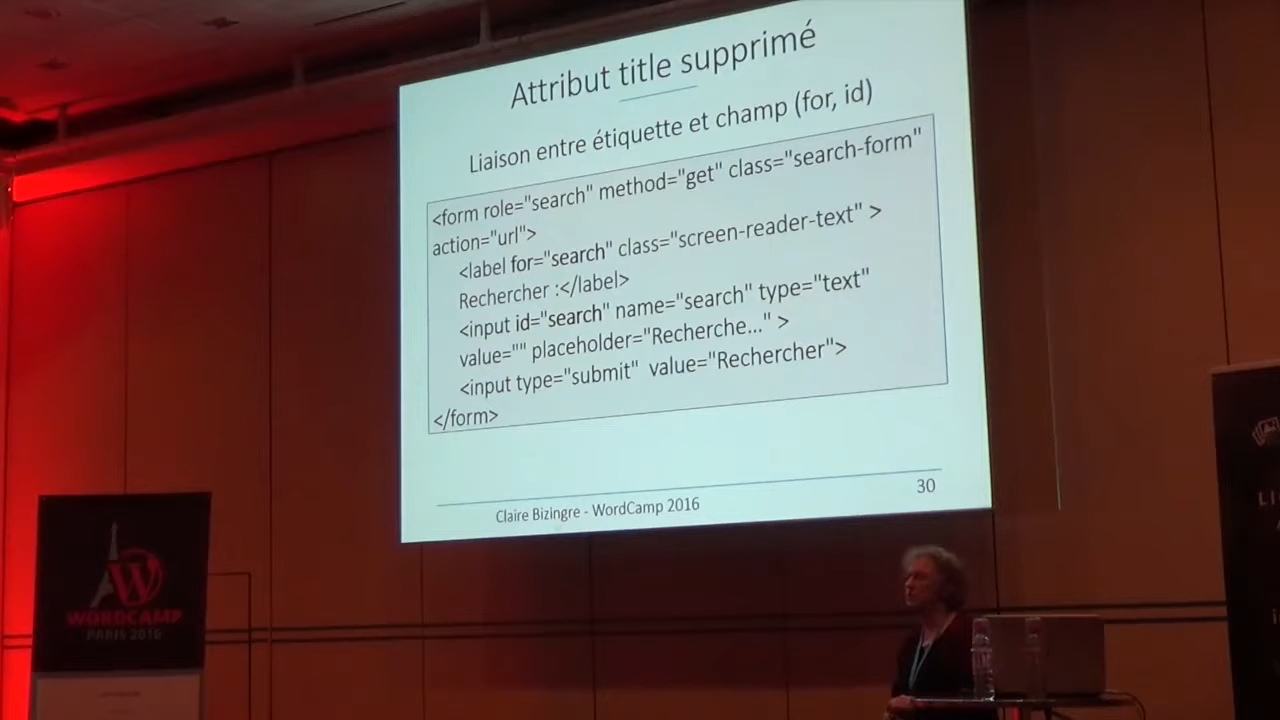 Attribut title supprimé
Liaison entre étiquette et champ (for, id)
<form role="search" method="get" class="search-form"
action="url">
<label for="search" class="screen-reader-text" >
Rechercher :</label>
<input id="search" name="search" type="text"
value="" placeholder="Recherche..." >
<input type="submit" value="Rechercher">
</form>
Claire Bizingre - WordCamp 2016
30
WORDCAMP
PARIS 2016